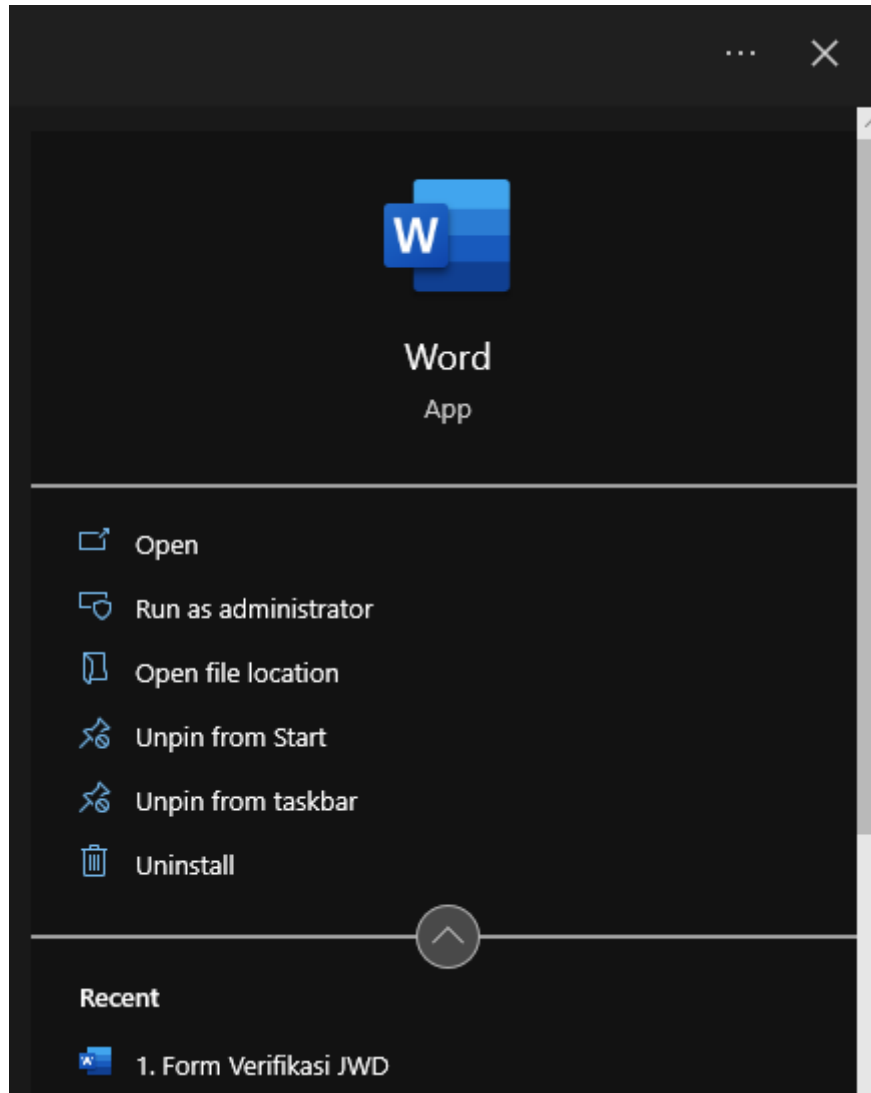 W
Word
App
Open
Run as administrator
Open file location
Unpin from Start
Unpin from taskbar
Uninstall
Recent
W
1. Form Verifikasi JWD